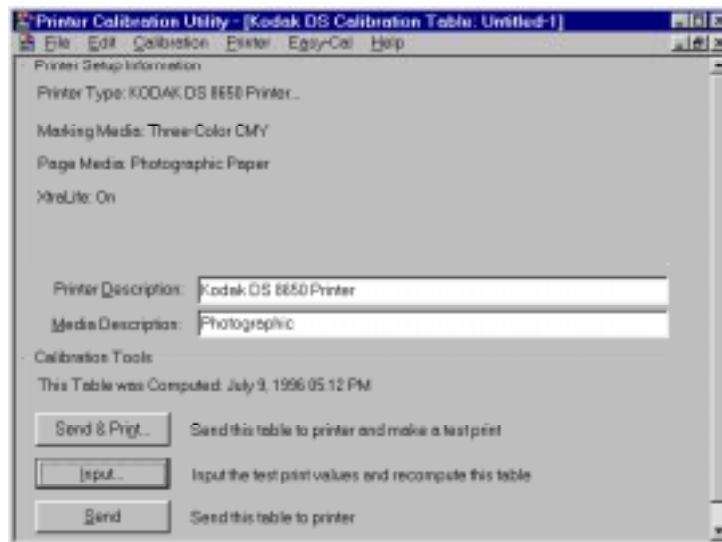 Printer Calibration Utility - [Kodak DS Calibration Table: Untitled-1]
File Edit Calibration Printer Easy-Cal Help
Printer Setup Information
Printer Type: KODAK DS 8650 Printer...
Marking Media: Three-Color CMY
Page Media: Photographic Paper
XtraLife: On
Printer Description: Kodak DS 8650 Printer
Media Description: Photographic
Calibration Tools
This Table was Computed: July 9, 1996 05:12 PM
Send & Print... Send this table to printer and make a test print
Input... Input the test print values and recompute this table
Send Send this table to printer